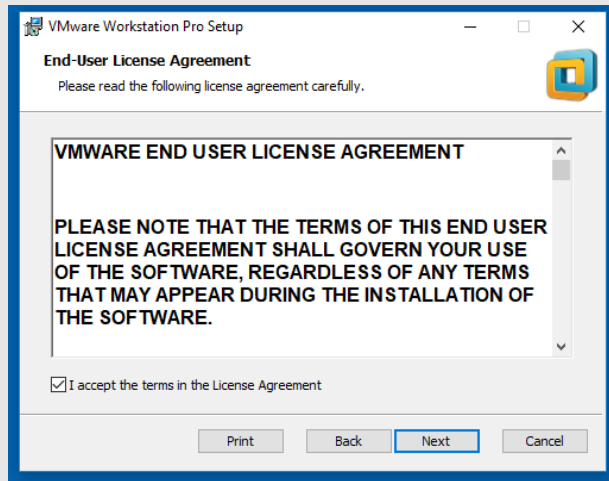 VMware Workstation Pro Setup
End-User License Agreement
Please read the following license agreement carefully.
VMWARE END USER LICENSE AGREEMENT
PLEASE NOTE THAT THE TERMS OF THIS END USER
LICENSE AGREEMENT SHALL GOVERN YOUR USE
OF THE SOFTWARE, REGARDLESS OF ANY TERMS
THAT MAY APPEAR DURING THE INSTALLATION OF
THE SOFTWARE.
I accept the terms in the License Agreement
Print Back Next Cancel